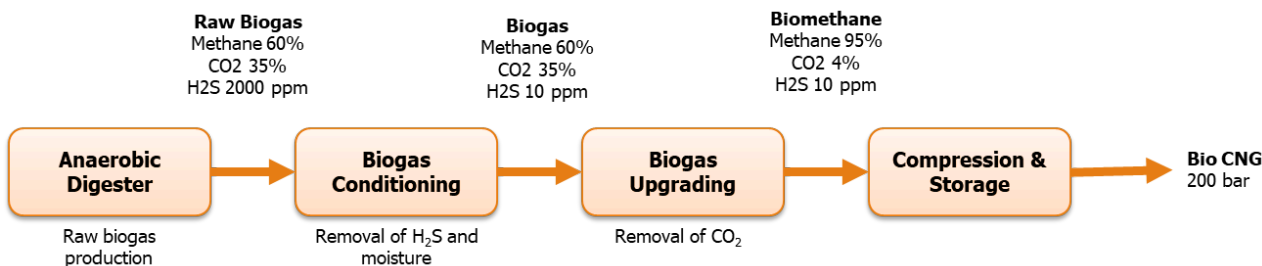 Raw Biogas
Methane 60%
CO2 35%
H2S 2000 ppm
Biogas
Methane 60%
CO2 35%
H2S 10 ppm
Biomethane
Methane 95%
CO2 4%
H2S 10 ppm
Anaerobic
Digester
Biogas
Conditioning
Biogas
Upgrading
Compression &
Storage
Bio CNG
200 bar
Raw biogas
production
Removal of H₂S and
moisture
Removal of CO₂